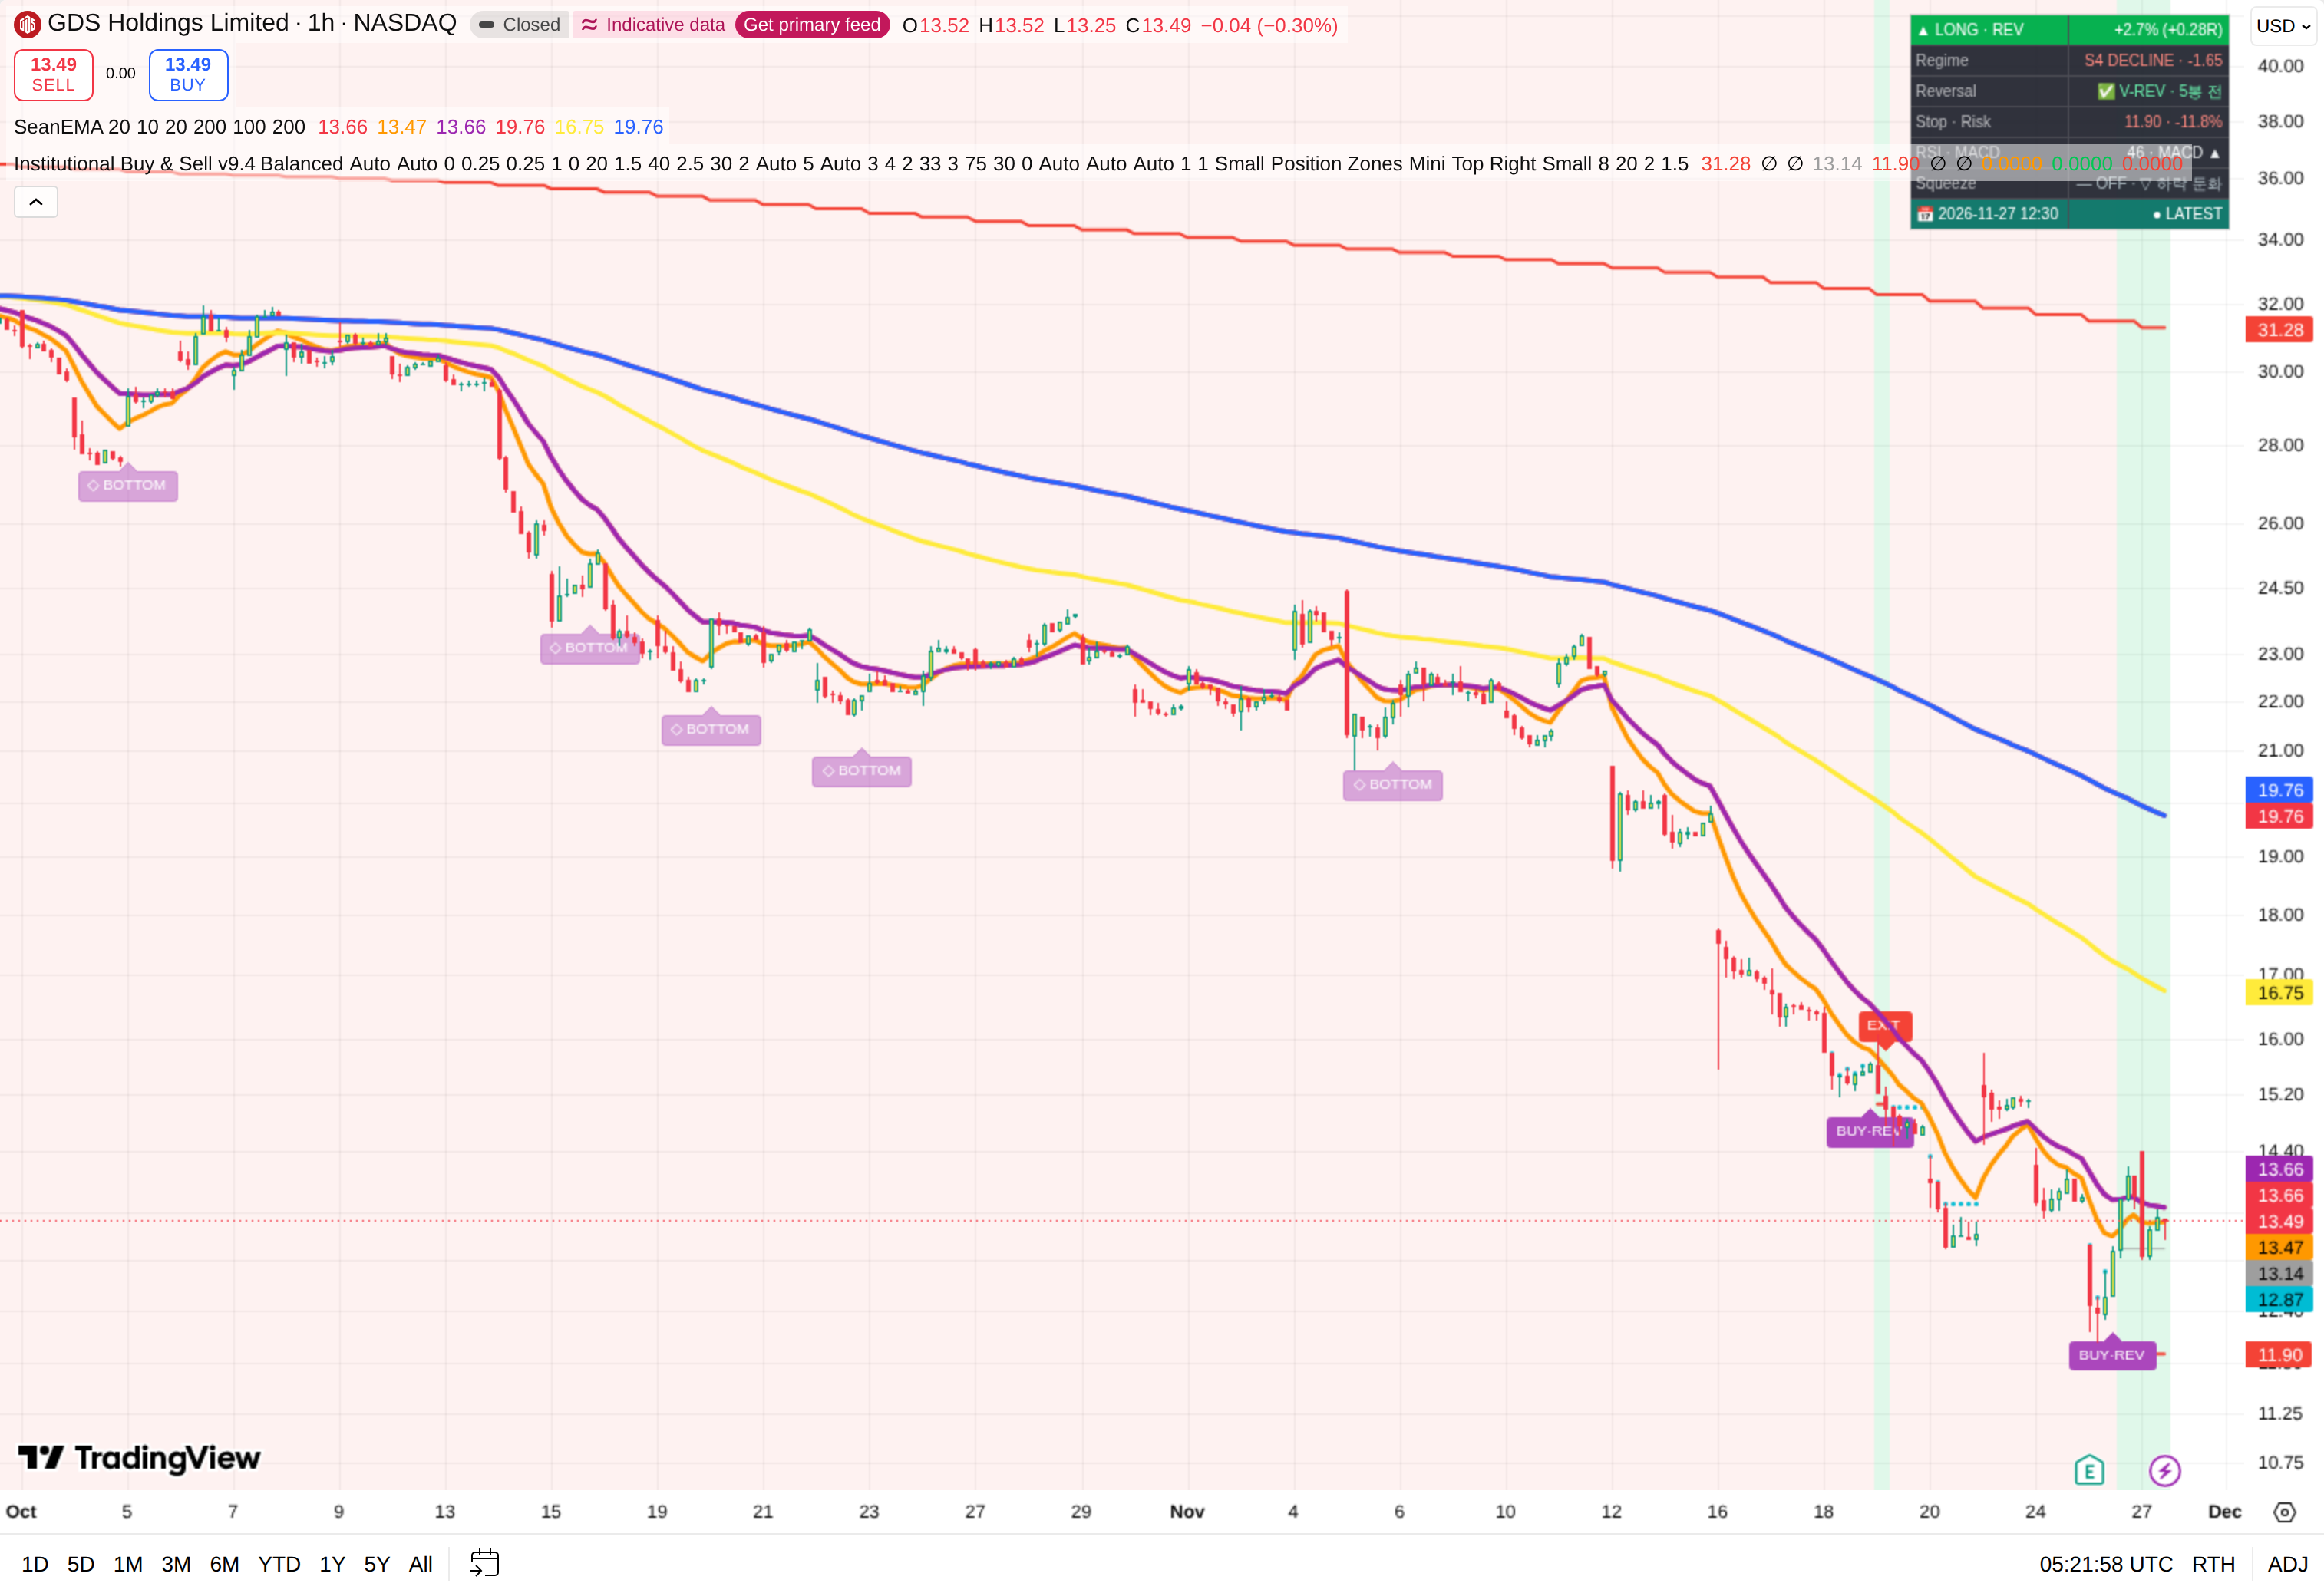 GDS Holdings Limited · 1h · NASDAQ Closed Indicative data Get primary feed O13.52 H13.52 L13.25 C13.49 −0.04 (−0.30%)
13.49 SELL 0.00 13.49 BUY
SeanEMA 20 10 20 200 100 200 13.66 13.47 13.66 19.76 16.75 19.76
Institutional Buy & Sell v9.4 Balanced Auto Auto 0 0.25 0.25 1 0 20 1.5 40 2.5 30 2 Auto 5 Auto 3 4 2 33 3 75 30 0 Auto Auto Auto 1 1 Small Position Zones Mini Top Right Small 8 20 2 1.5 31.28 ∅ ∅ 13.14 11.90 ∅ ∅ 0.0000 0.0000 0.0000
▲ LONG · REV +2.7% (+0.28R)
Regime S4 DECLINE · -1.65
Reversal ✅ V-REV · 5봉 전
Stop · Risk 11.90 · -11.8%
RSI · MACD 46 · MACD ▲
Squeeze — OFF · ▽ 하락 둔화
📅 2026-11-27 12:30 ● LATEST
USD
40.00
38.00
36.00
34.00
32.00
31.28
30.00
28.00
26.00
24.50
23.00
22.00
21.00
19.76
19.76
19.00
18.00
17.00
16.75
16.00
15.20
14.40
13.66
13.66
13.49
13.47
13.14
12.87
11.90
11.25
10.75
◇ BOTTOM
◇ BOTTOM
◇ BOTTOM
◇ BOTTOM
◇ BOTTOM
EXIT
BUY-REV
BUY-REV
E
TradingView
Oct 5 7 9 13 15 19 21 23 27 29 Nov 4 6 10 12 16 18 20 24 27 Dec
1D 5D 1M 3M 6M YTD 1Y 5Y All 05:21:58 UTC RTH ADJ